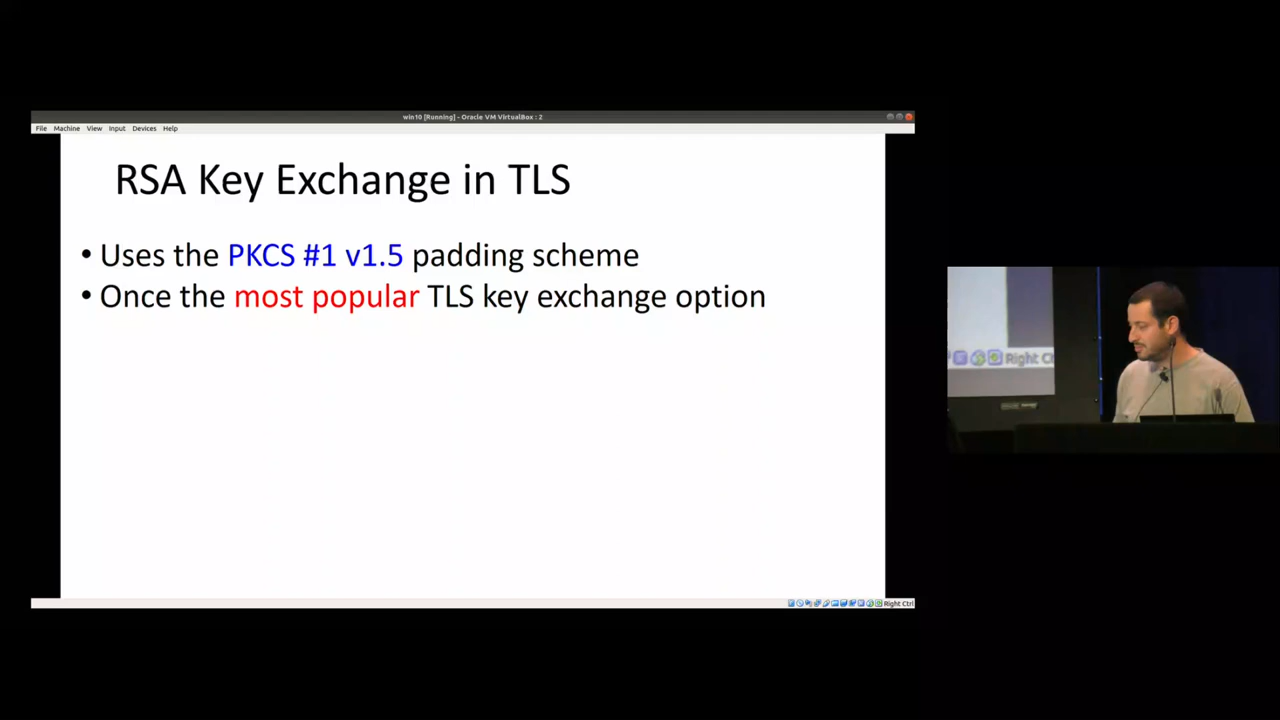 win10 [Running] - Oracle VM VirtualBox : 2
File Machine View Input Devices Help
RSA Key Exchange in TLS
• Uses the PKCS #1 v1.5 padding scheme
• Once the most popular TLS key exchange option
Right Ctrl
Right C